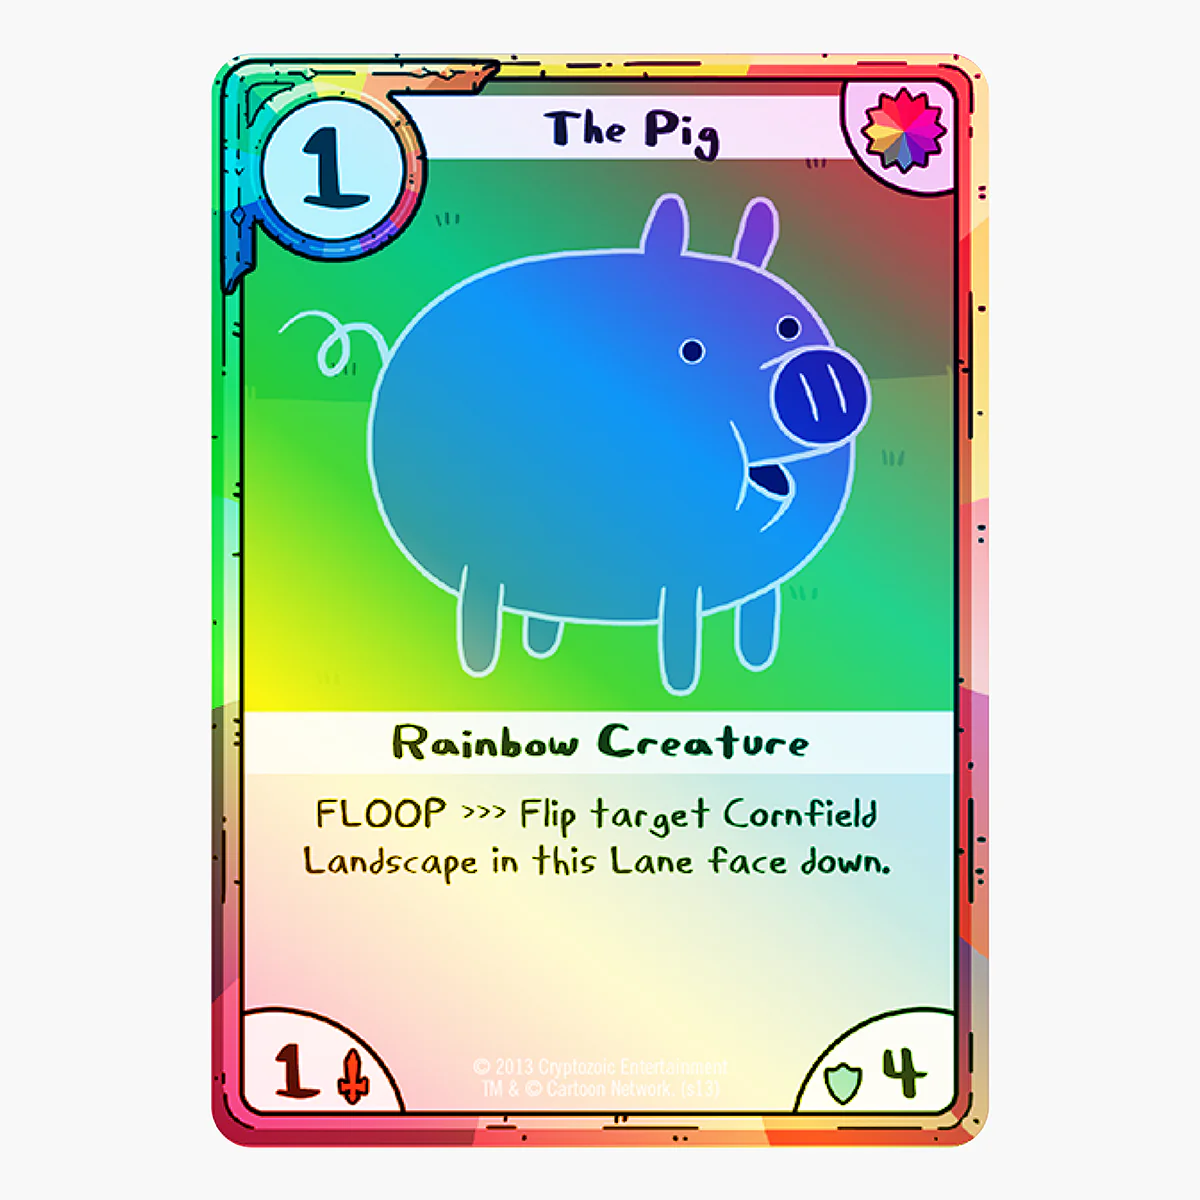 1
The Pig
Rainbow Creature
FLOOP >>> Flip target Cornfield
Landscape in this Lane face down.
1
4
© 2013 Cryptozoic Entertainment
TM & © Cartoon Network. (s13)